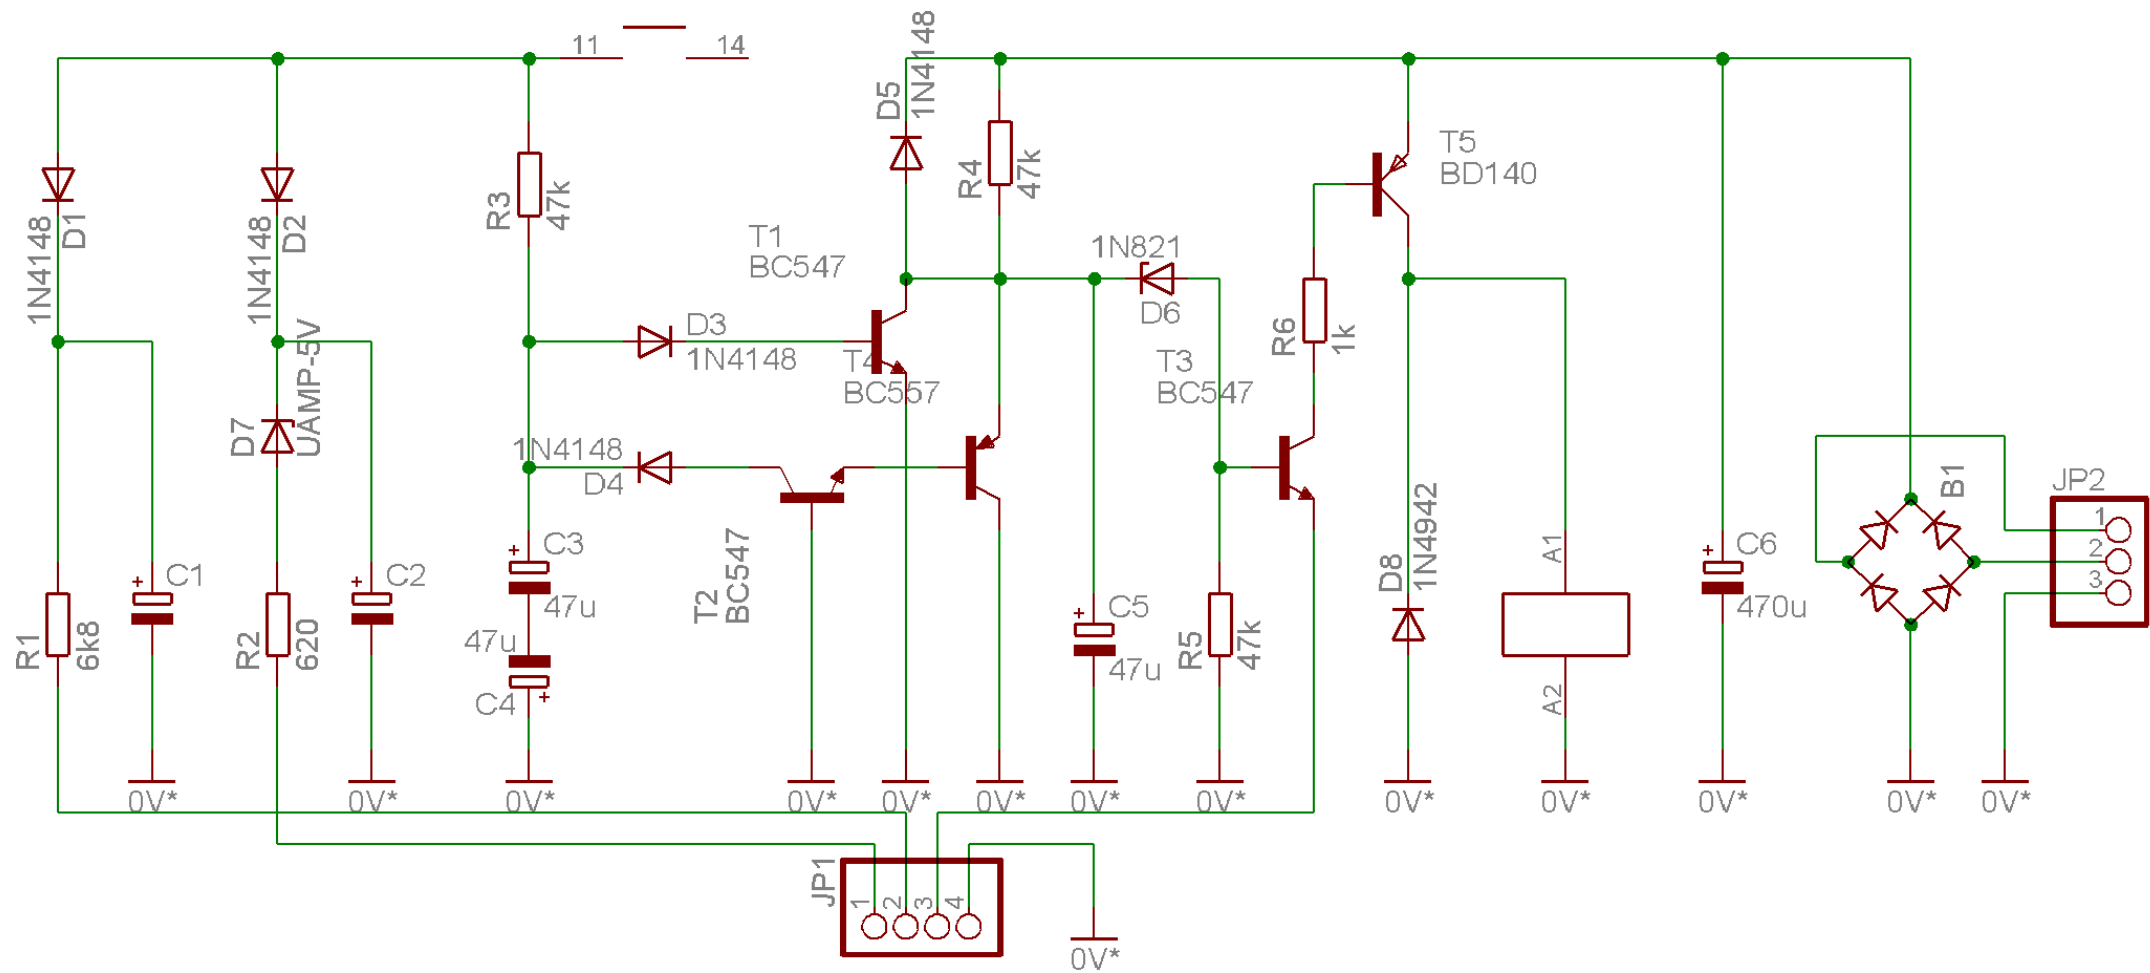 11
14
1N4148
D1
1N4148
D2
R3
47k
D5
1N4148
R4
47k
T5
BD140
T1
BC547
1N821
D6
D3
1N4148
T4
BC557
T3
BC547
R6
1k
UAMP-5V
D7
1N4148
D4
T2
BC547
R1
6k8
+
C1
R2
620
+
C2
+
C3
47u
47u
C4
+
+
C5
47u
R5
47k
D8
1N4942
A1
A2
+
C6
470u
B1
JP2
1
2
3
0V*
0V*
0V*
0V*
0V*
0V*
0V*
0V*
0V*
0V*
0V*
0V*
0V*
JP1
1
2
3
4
0V*